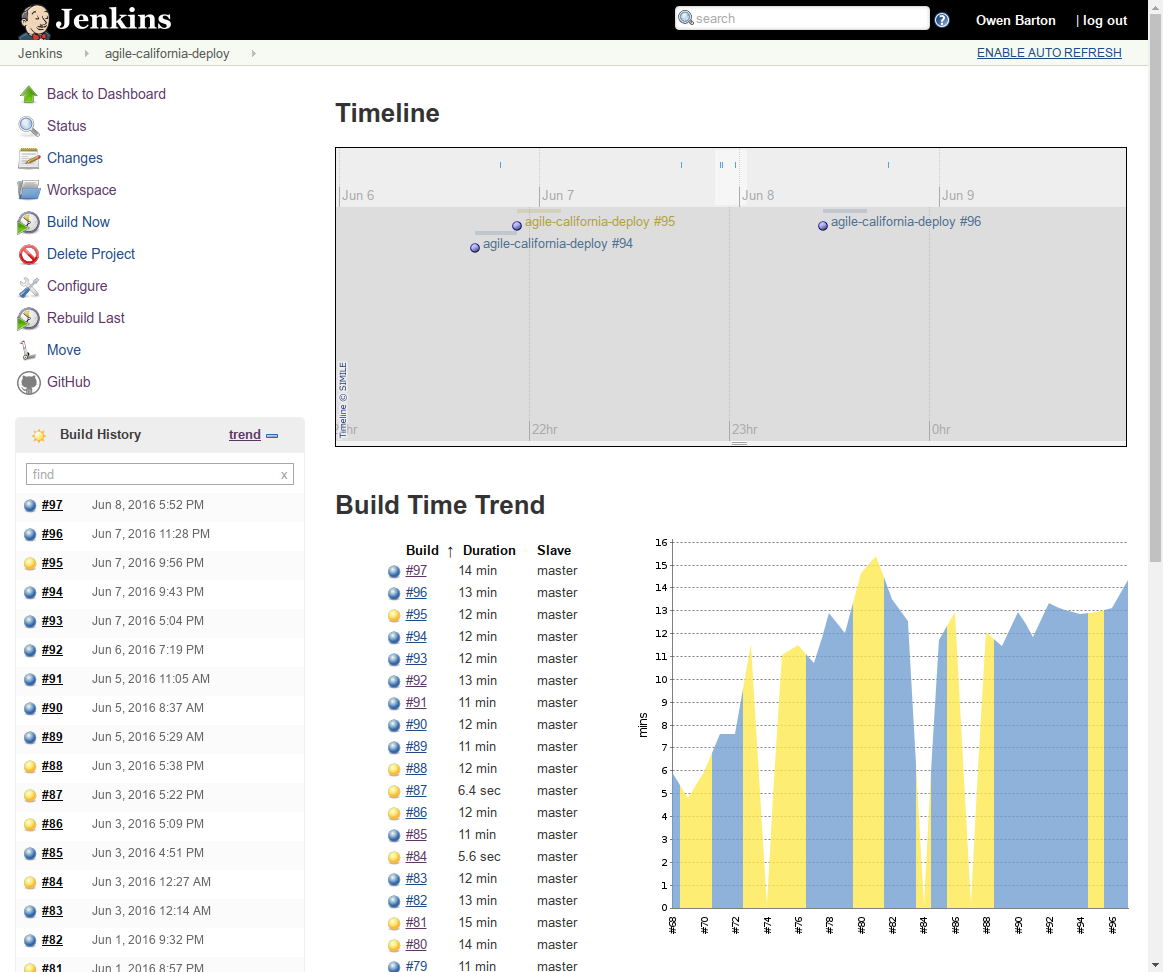 Jenkins
search
?
Owen Barton
| log out
Jenkins
agile-california-deploy
ENABLE AUTO REFRESH
Back to Dashboard
Status
Changes
Workspace
Build Now
Delete Project
Configure
Rebuild Last
Move
GitHub
Build History
trend
find
x
#97 Jun 8, 2016 5:52 PM
#96 Jun 7, 2016 11:28 PM
#95 Jun 7, 2016 9:56 PM
#94 Jun 7, 2016 9:43 PM
#93 Jun 7, 2016 5:04 PM
#92 Jun 6, 2016 7:19 PM
#91 Jun 5, 2016 11:05 AM
#90 Jun 5, 2016 8:37 AM
#89 Jun 5, 2016 5:29 AM
#88 Jun 3, 2016 5:38 PM
#87 Jun 3, 2016 5:22 PM
#86 Jun 3, 2016 5:09 PM
#85 Jun 3, 2016 4:51 PM
#84 Jun 3, 2016 12:27 AM
#83 Jun 3, 2016 12:14 AM
#82 Jun 1, 2016 9:32 PM
#81 Jun 1, 2016 8:57 PM
Timeline
Jun 6
Jun 7
Jun 8
Jun 9
agile-california-deploy #95
agile-california-deploy #96
agile-california-deploy #94
Timeline © SIMILE
hr
22hr
23hr
0hr
Build Time Trend
Build ↑ Duration Slave
#97 14 min master
#96 13 min master
#95 12 min master
#94 12 min master
#93 12 min master
#92 13 min master
#91 11 min master
#90 12 min master
#89 11 min master
#88 12 min master
#87 6.4 sec master
#86 12 min master
#85 11 min master
#84 5.6 sec master
#83 12 min master
#82 13 min master
#81 15 min master
#80 14 min master
#79 11 min master
mins
16
15
14
13
12
11
10
9
8
7
6
5
4
3
2
1
0
#68 #70 #72 #74 #76 #78 #80 #82 #84 #86 #88 #90 #92 #94 #96